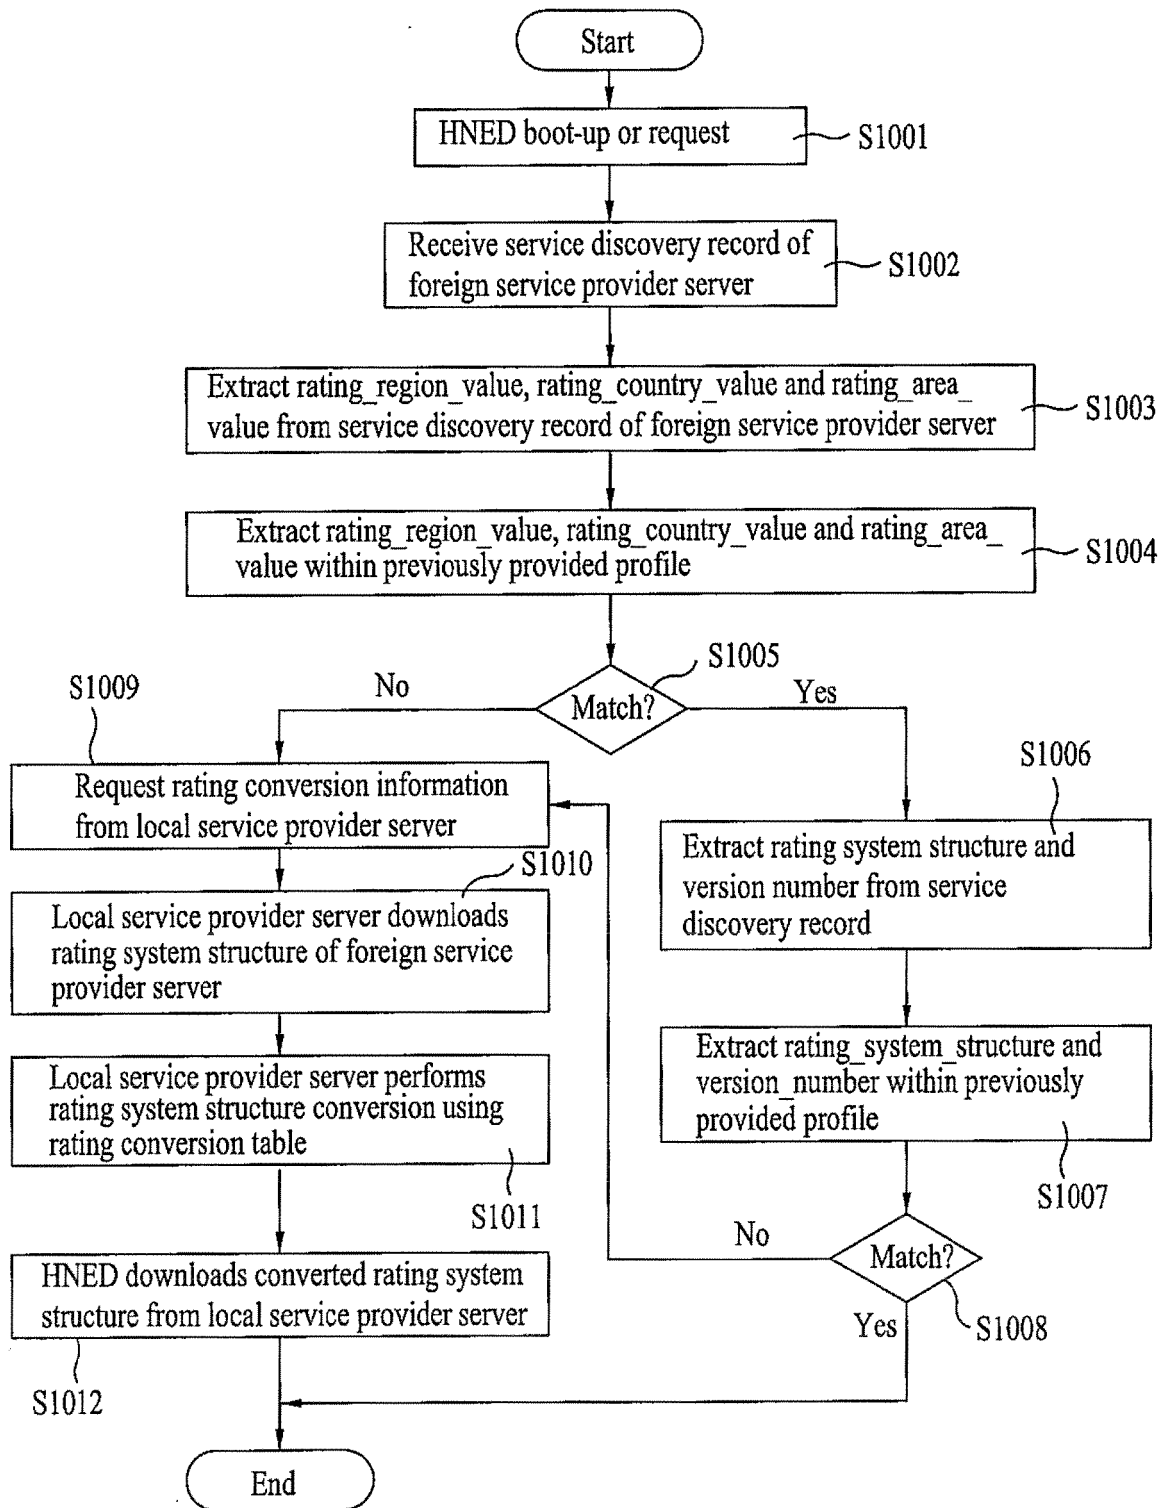 Start
HNED boot-up or request
S1001
Receive service discovery record of
foreign service provider server
S1002
Extract rating_region_value, rating_country_value and rating_area_
value from service discovery record of foreign service provider server
S1003
Extract rating_region_value, rating_country_value and rating_area_
value within previously provided profile
S1004
Match?
S1005
No
Yes
S1009
Request rating conversion information
from local service provider server
S1006
Extract rating system structure and
version number from service
discovery record
S1010
Local service provider server downloads
rating system structure of foreign service
provider server
Extract rating_system_structure and
version_number within previously
provided profile
S1007
Local service provider server performs
rating system structure conversion using
rating conversion table
S1011
No
Match?
Yes
S1008
HNED downloads converted rating system
structure from local service provider server
S1012
End